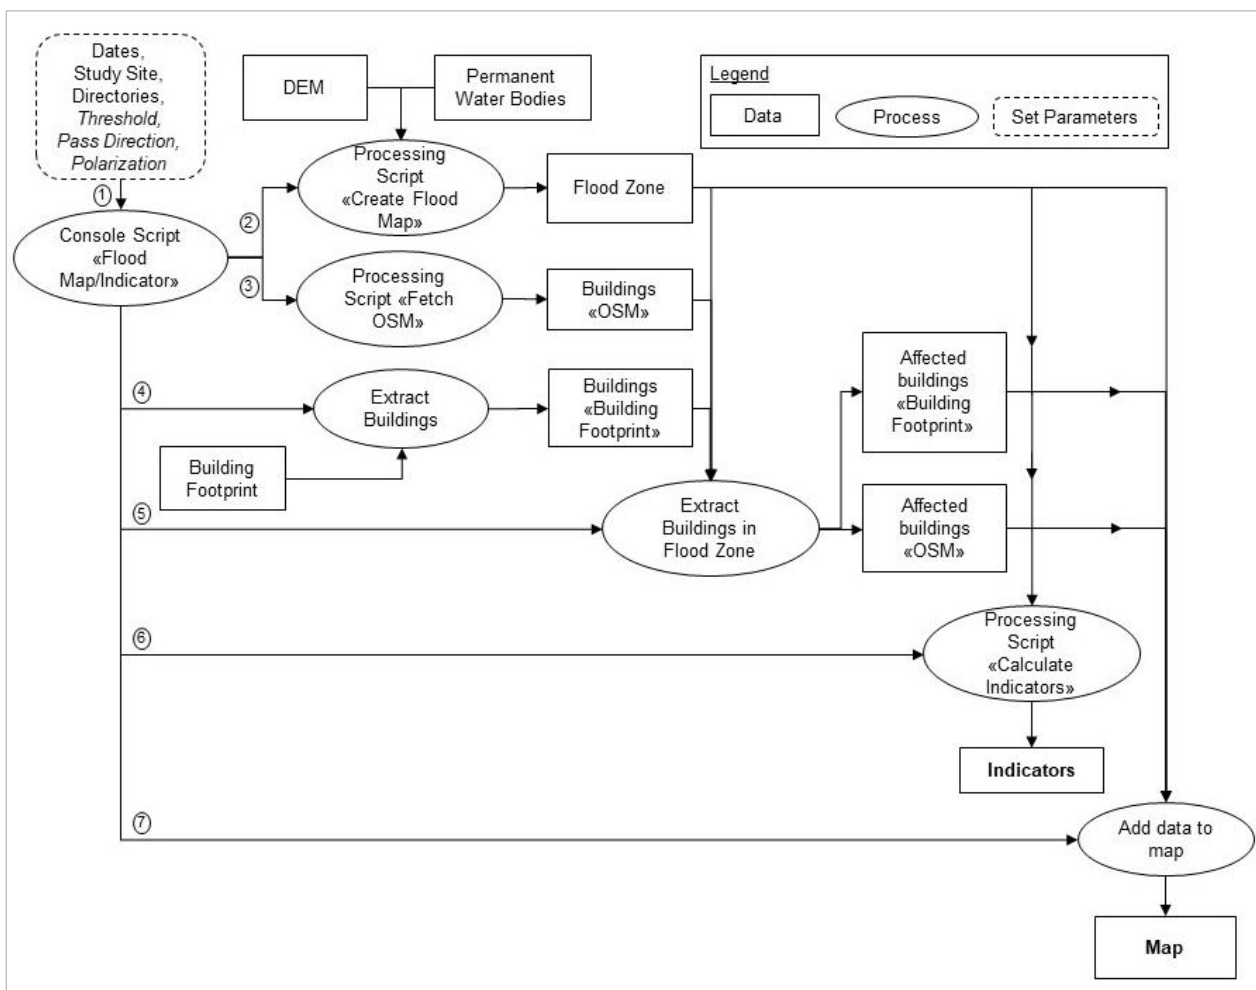 Dates,
Study Site,
Directories,
Threshold,
Pass Direction,
Polarization
DEM
Permanent
Water Bodies
Legend
Data
Process
Set Parameters
①
Processing
Script
«Create Flood
Map»
Flood Zone
②
Console Script
«Flood
Map/Indicator»
③
Processing
Script «Fetch
OSM»
Buildings
«OSM»
④
Extract
Buildings
Buildings
«Building
Footprint»
Affected
buildings
«Building
Footprint»
Building
Footprint
⑤
Extract
Buildings in
Flood Zone
Affected
buildings
«OSM»
⑥
Processing
Script
«Calculate
Indicators»
Indicators
⑦
Add data to
map
Map